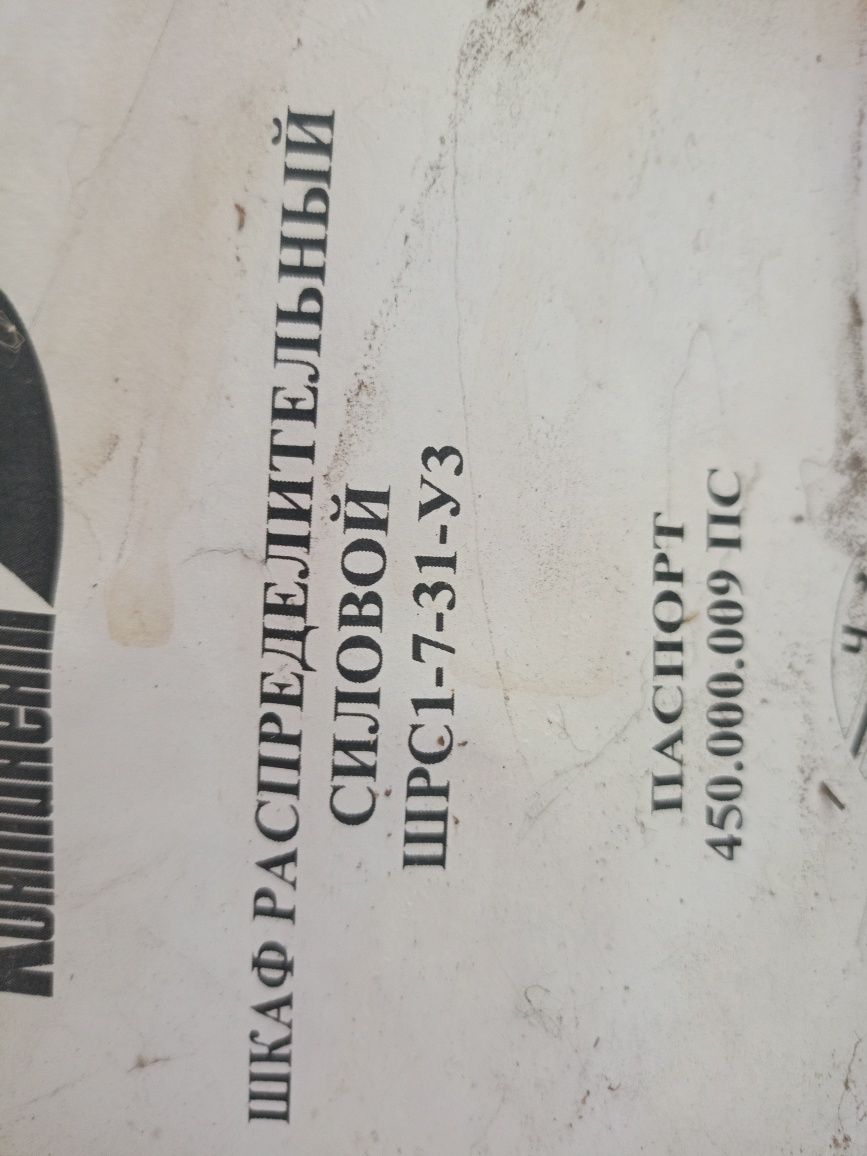 ШКАФ РАСПРЕДЕЛИТЕЛЬНЫЙ
СИЛОВОЙ
ШРС1-7-31-У3
ПАСПОРТ
450.000.009 ПС